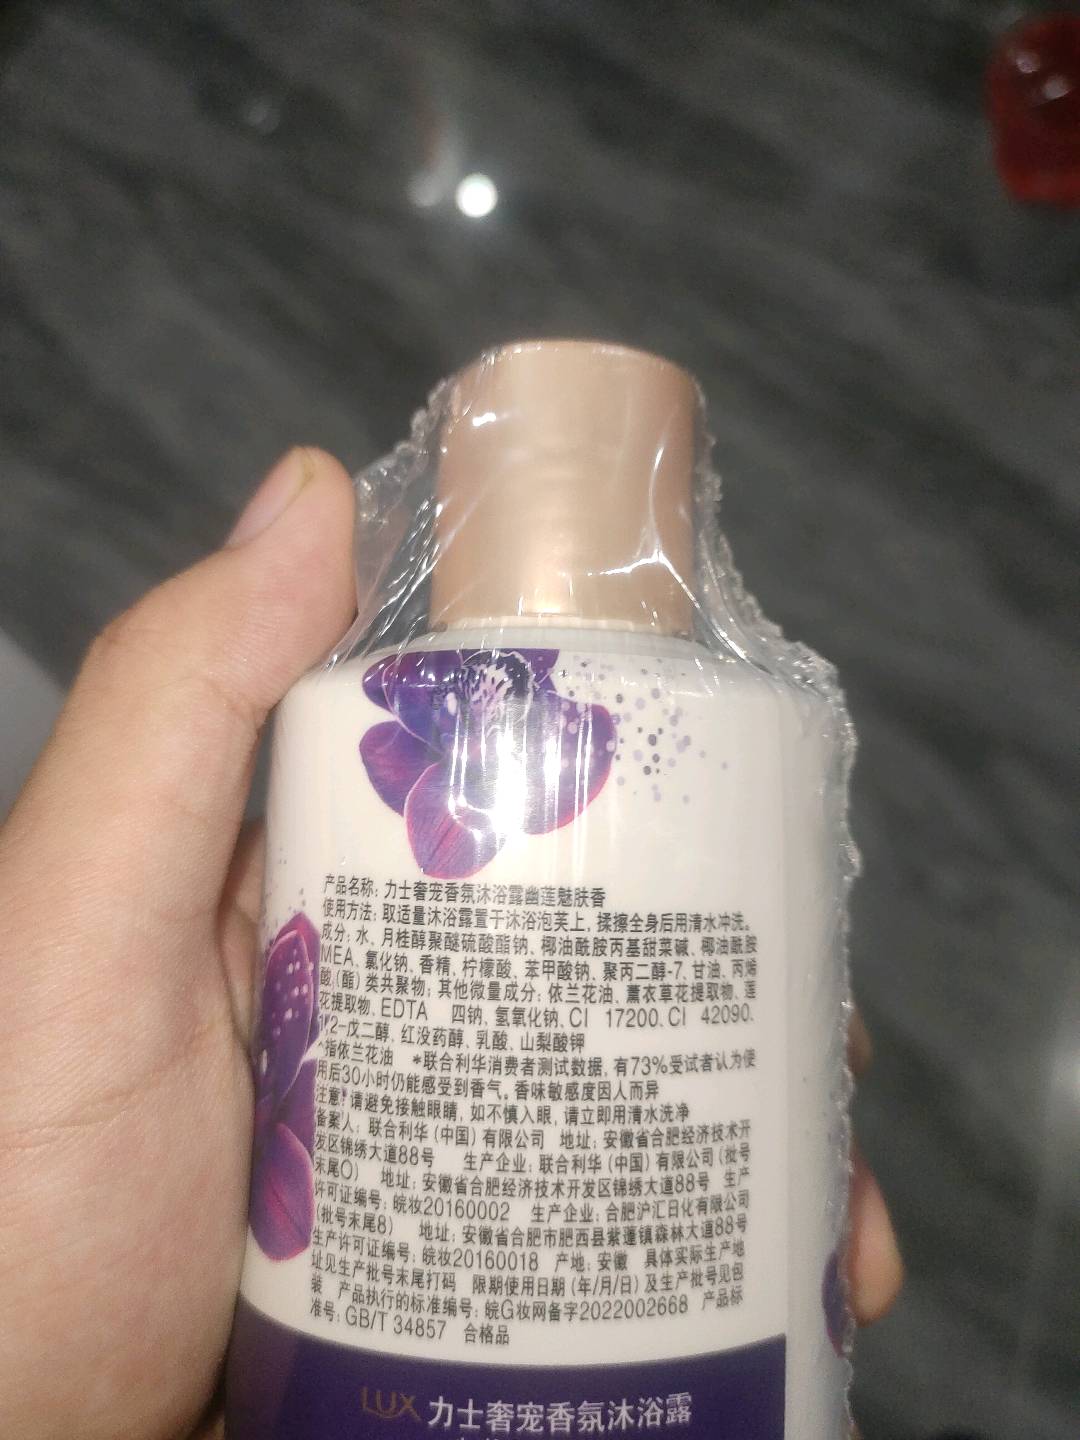 产品名称: 力士奢宠香氛沐浴露幽莲魅肤香
使用方法: 取适量沐浴露置于沐浴泡芙上, 揉擦全身后用清水冲洗。
成分: 水、月桂醇聚醚硫酸酯钠、椰油酰胺丙基甜菜碱、椰油酰胺
MEA、氯化钠、香精、柠檬酸、苯甲酸钠、聚丙二醇-7、甘油、丙烯
酸(酯)类共聚物; 其他微量成分: 依兰花油、薰衣草花提取物、莲
花提取物、EDTA 四钠、氢氧化钠、CI 17200、CI 42090、
1,2-戊二醇、红没药醇、乳酸、山梨酸钾
^指依兰花油 *联合利华消费者测试数据, 有73%受试者认为使
用后30小时仍能感受到香气。香味敏感度因人而异
注意: 请避免接触眼睛, 如不慎入眼, 请立即用清水洗净
备案人: 联合利华(中国)有限公司 地址: 安徽省合肥经济技术开
发区锦绣大道88号 生产企业: 联合利华(中国)有限公司(批号
末尾O) 地址: 安徽省合肥经济技术开发区锦绣大道88号 生产
许可证编号: 皖妆20160002 生产企业: 合肥沪汇日化有限公司
(批号末尾8) 地址: 安徽省合肥市肥西县紫蓬镇森林大道88号
生产许可证编号: 皖妆20160018 产地: 安徽 具体实际生产地
址见生产批号末尾打码 限期使用日期(年/月/日)及生产批号见包
装 产品执行的标准编号: 皖G妆网备字2022002668 产品标
准号: GB/T 34857 合格品
LUX 力士奢宠香氛沐浴露